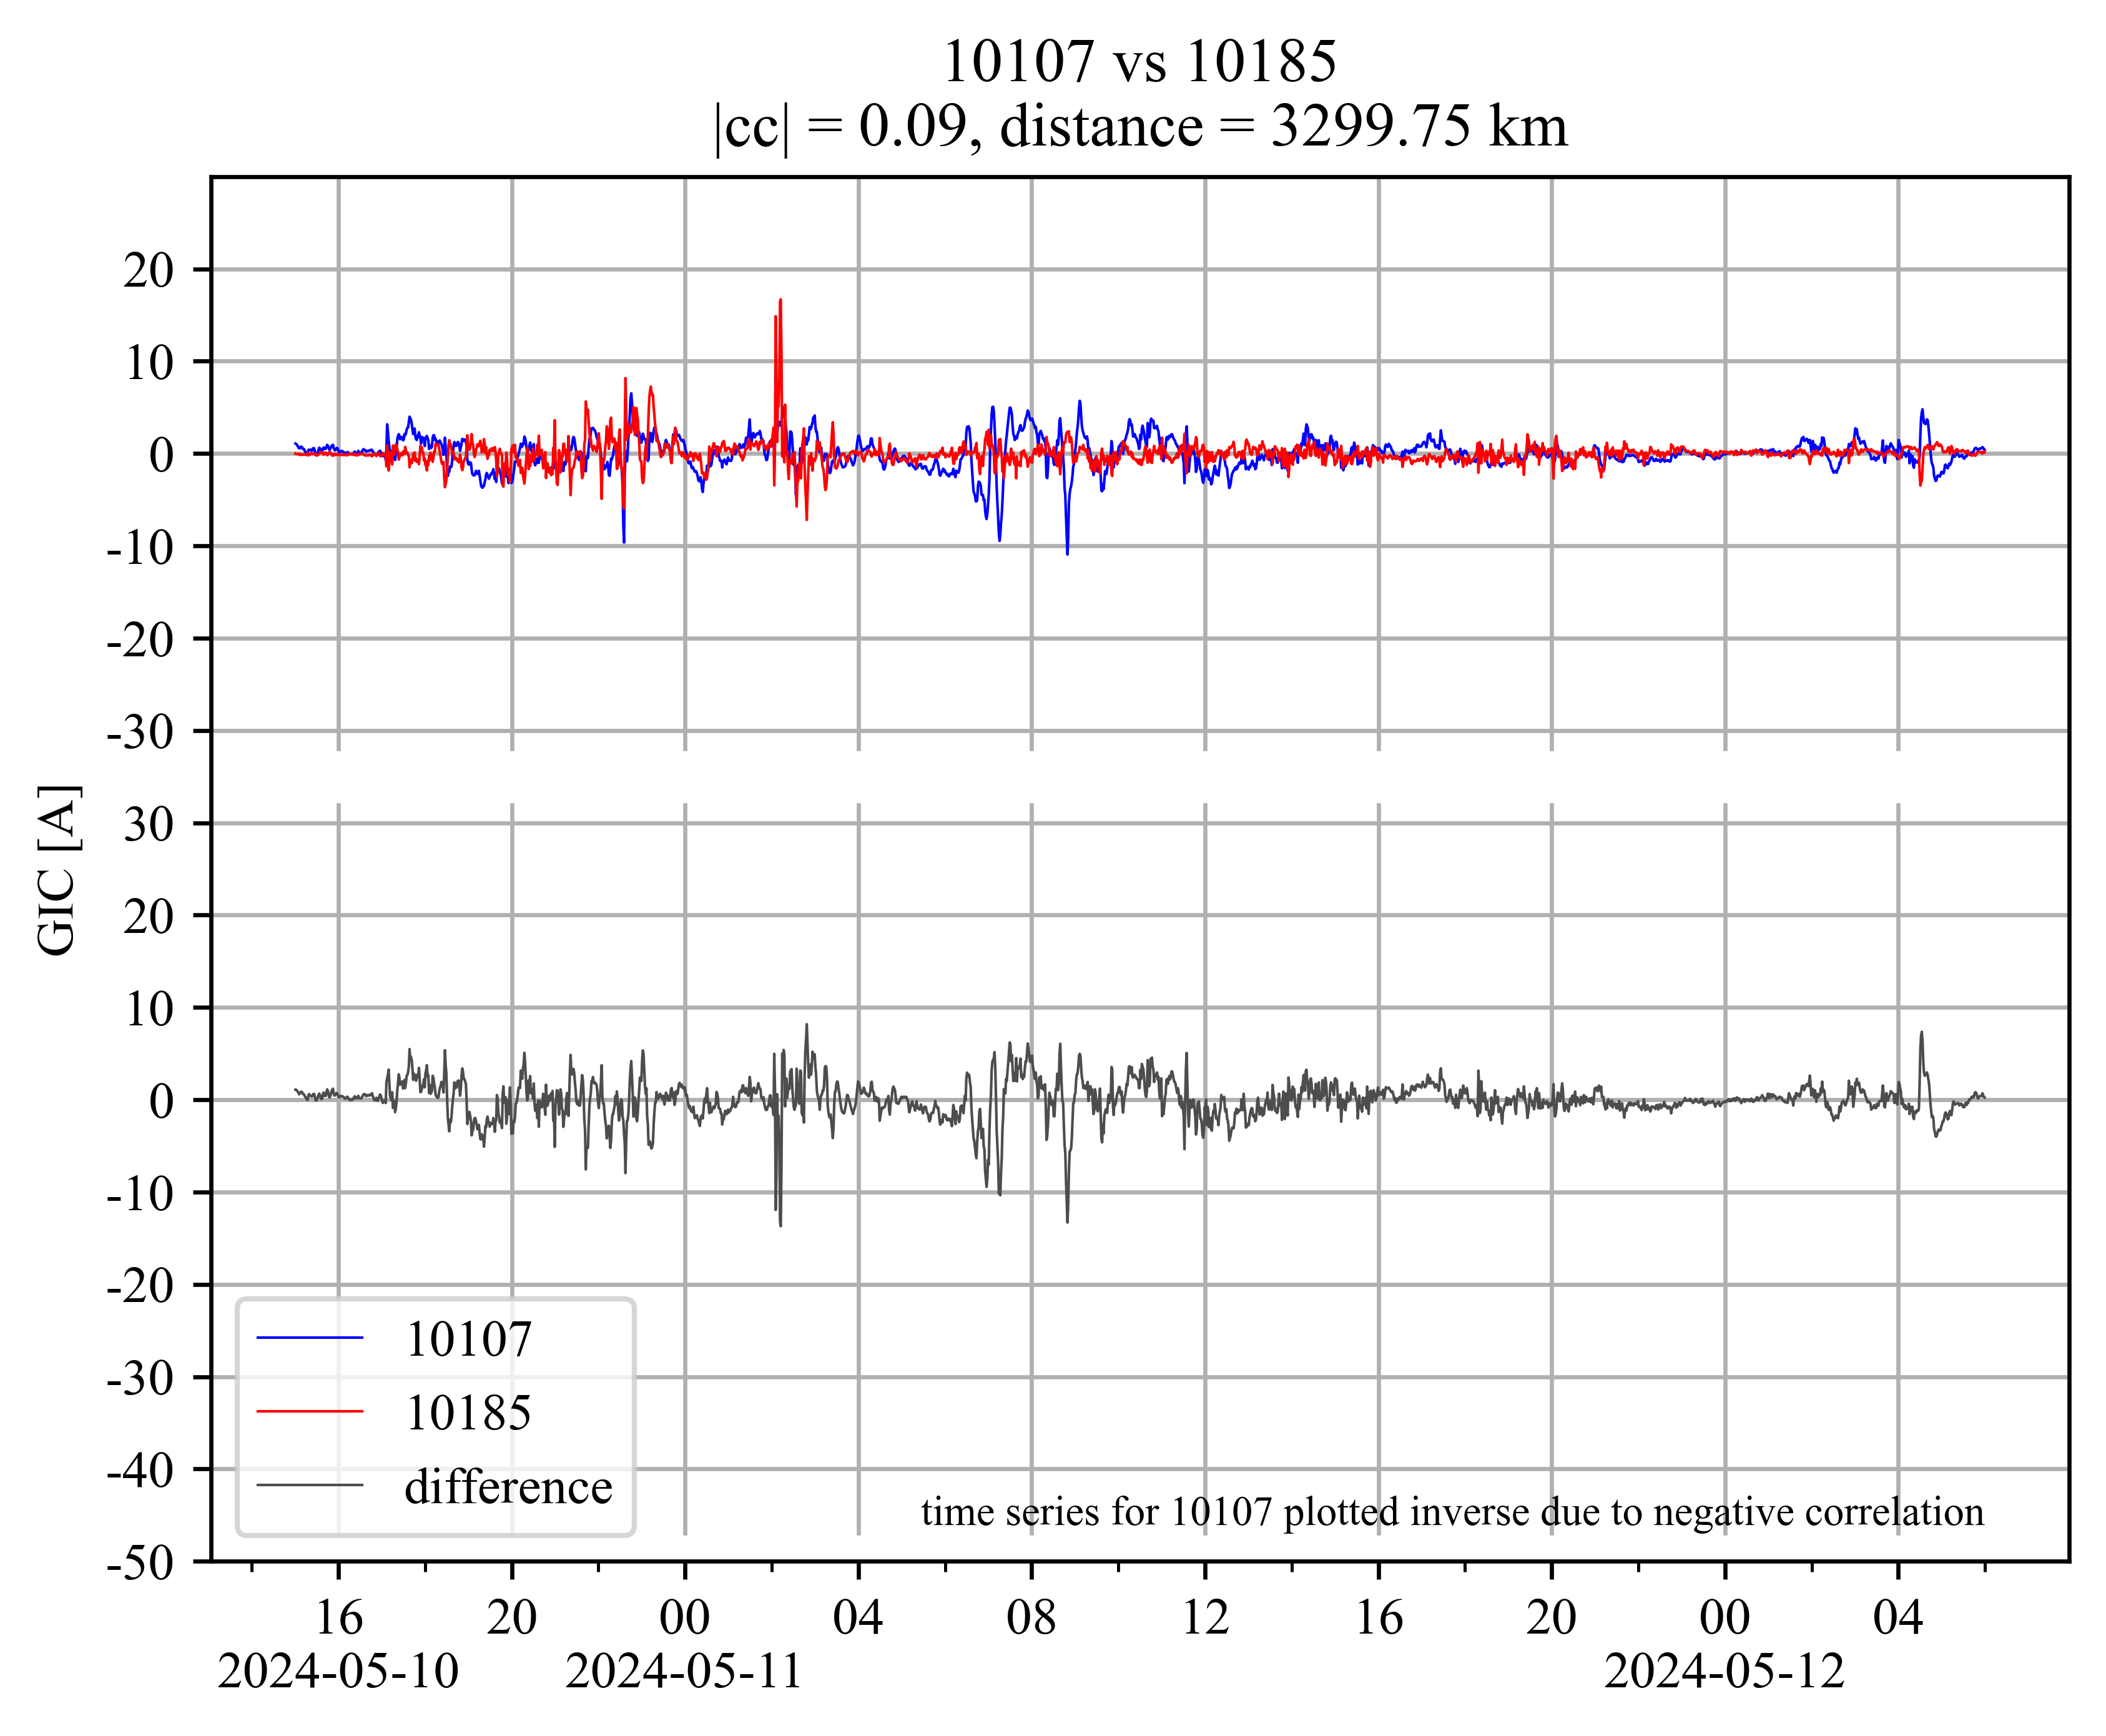 10107 vs 10185
|cc| = 0.09, distance = 3299.75 km
GIC [A]
20
10
0
-10
-20
-30
30
20
10
0
-10
-20
-30
-40
-50
10107
10185
difference
time series for 10107 plotted inverse due to negative correlation
16 20 00 04 08 12 16 20 00 04
2024-05-10 2024-05-11 2024-05-12